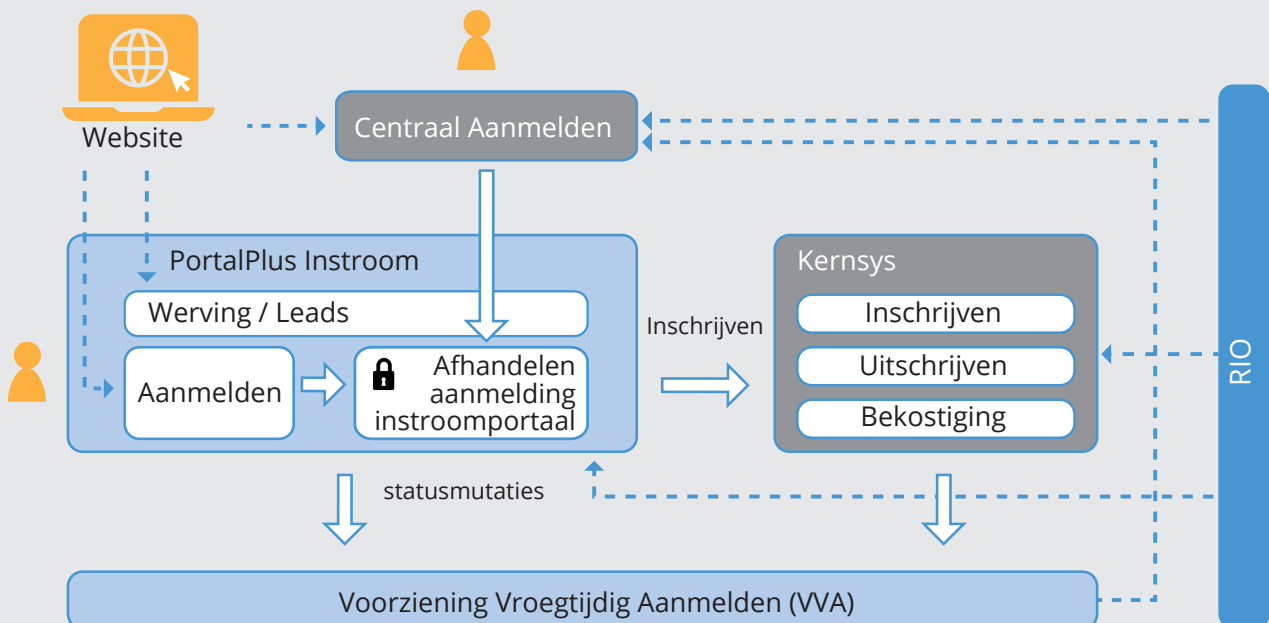 Website
Centraal Aanmelden
PortalPlus Instroom
Werving / Leads
Aanmelden
Afhandelen
aanmelding
instroomportaal
Inschrijven
Kernsys
Inschrijven
Uitschrijven
Bekostiging
RIO
statusmutaties
Voorziening Vroegtijdig Aanmelden (VVA)